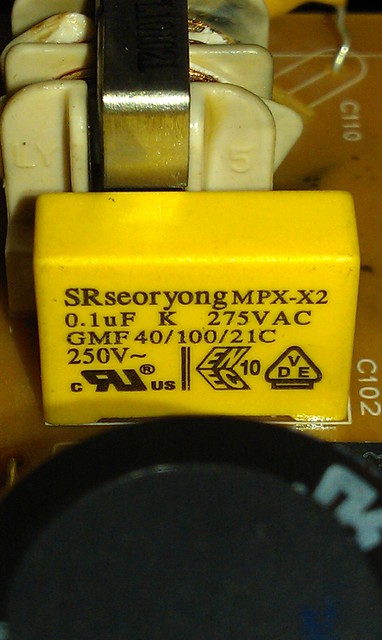 LY
5
C110
SRseoryong MPX-X2
0.1uF K 275VAC
GMF 40/100/21C
250V~
c RU ® US
ENEC 10
VDE
C102